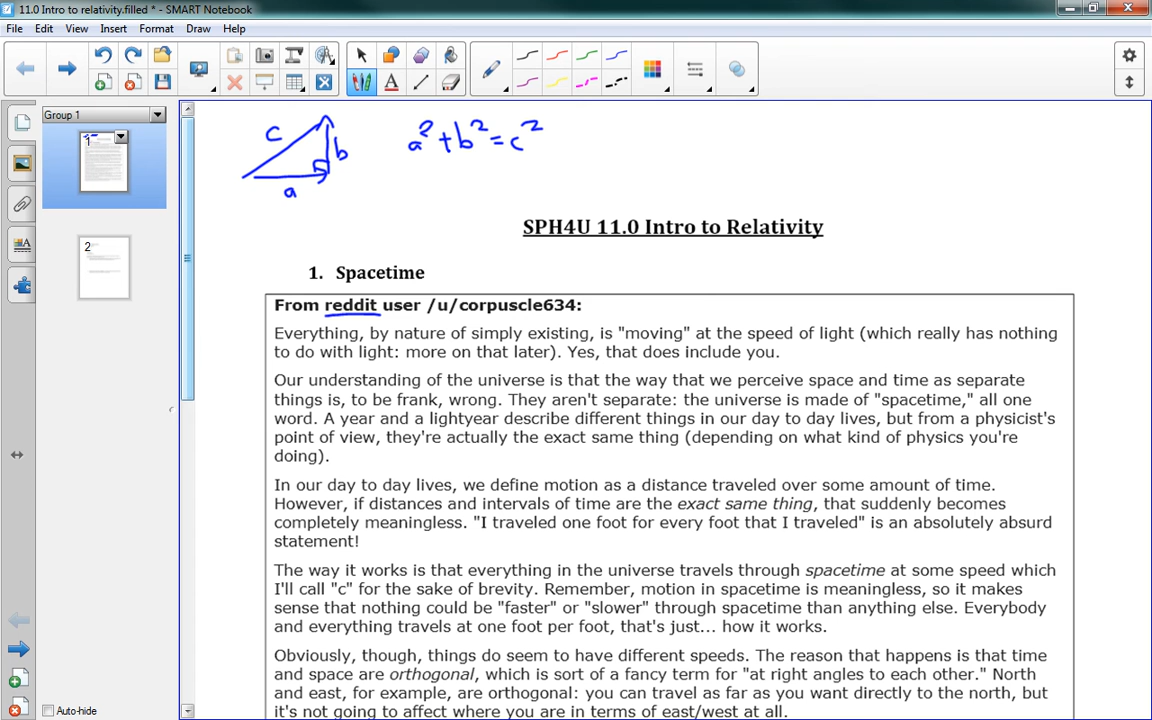 11.0 Intro to relativity.filled * - SMART Notebook
File Edit View Insert Format Draw Help
Group 1
1
2
Auto-hide
c
b
a
a²+b²=c²
SPH4U 11.0 Intro to Relativity
1. Spacetime
From reddit user /u/corpuscle634:
Everything, by nature of simply existing, is "moving" at the speed of light (which really has nothing
to do with light: more on that later). Yes, that does include you.
Our understanding of the universe is that the way that we perceive space and time as separate
things is, to be frank, wrong. They aren't separate: the universe is made of "spacetime," all one
word. A year and a lightyear describe different things in our day to day lives, but from a physicist's
point of view, they're actually the exact same thing (depending on what kind of physics you're
doing).
In our day to day lives, we define motion as a distance traveled over some amount of time.
However, if distances and intervals of time are the exact same thing, that suddenly becomes
completely meaningless. "I traveled one foot for every foot that I traveled" is an absolutely absurd
statement!
The way it works is that everything in the universe travels through spacetime at some speed which
I'll call "c" for the sake of brevity. Remember, motion in spacetime is meaningless, so it makes
sense that nothing could be "faster" or "slower" through spacetime than anything else. Everybody
and everything travels at one foot per foot, that's just... how it works.
Obviously, though, things do seem to have different speeds. The reason that happens is that time
and space are orthogonal, which is sort of a fancy term for "at right angles to each other." North
and east, for example, are orthogonal: you can travel as far as you want directly to the north, but
it's not going to affect where you are in terms of east/west at all.